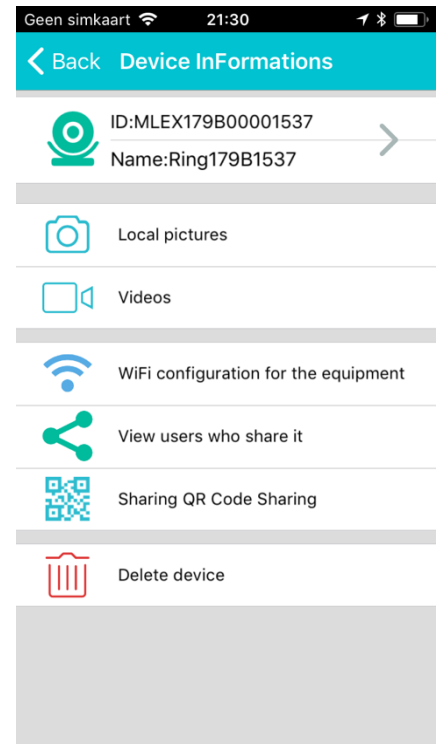 Geen simkaart 21:30
Back Device InFormations
ID:MLEX179B00001537
Name:Ring179B1537
Local pictures
Videos
WiFi configuration for the equipment
View users who share it
Sharing QR Code Sharing
Delete device